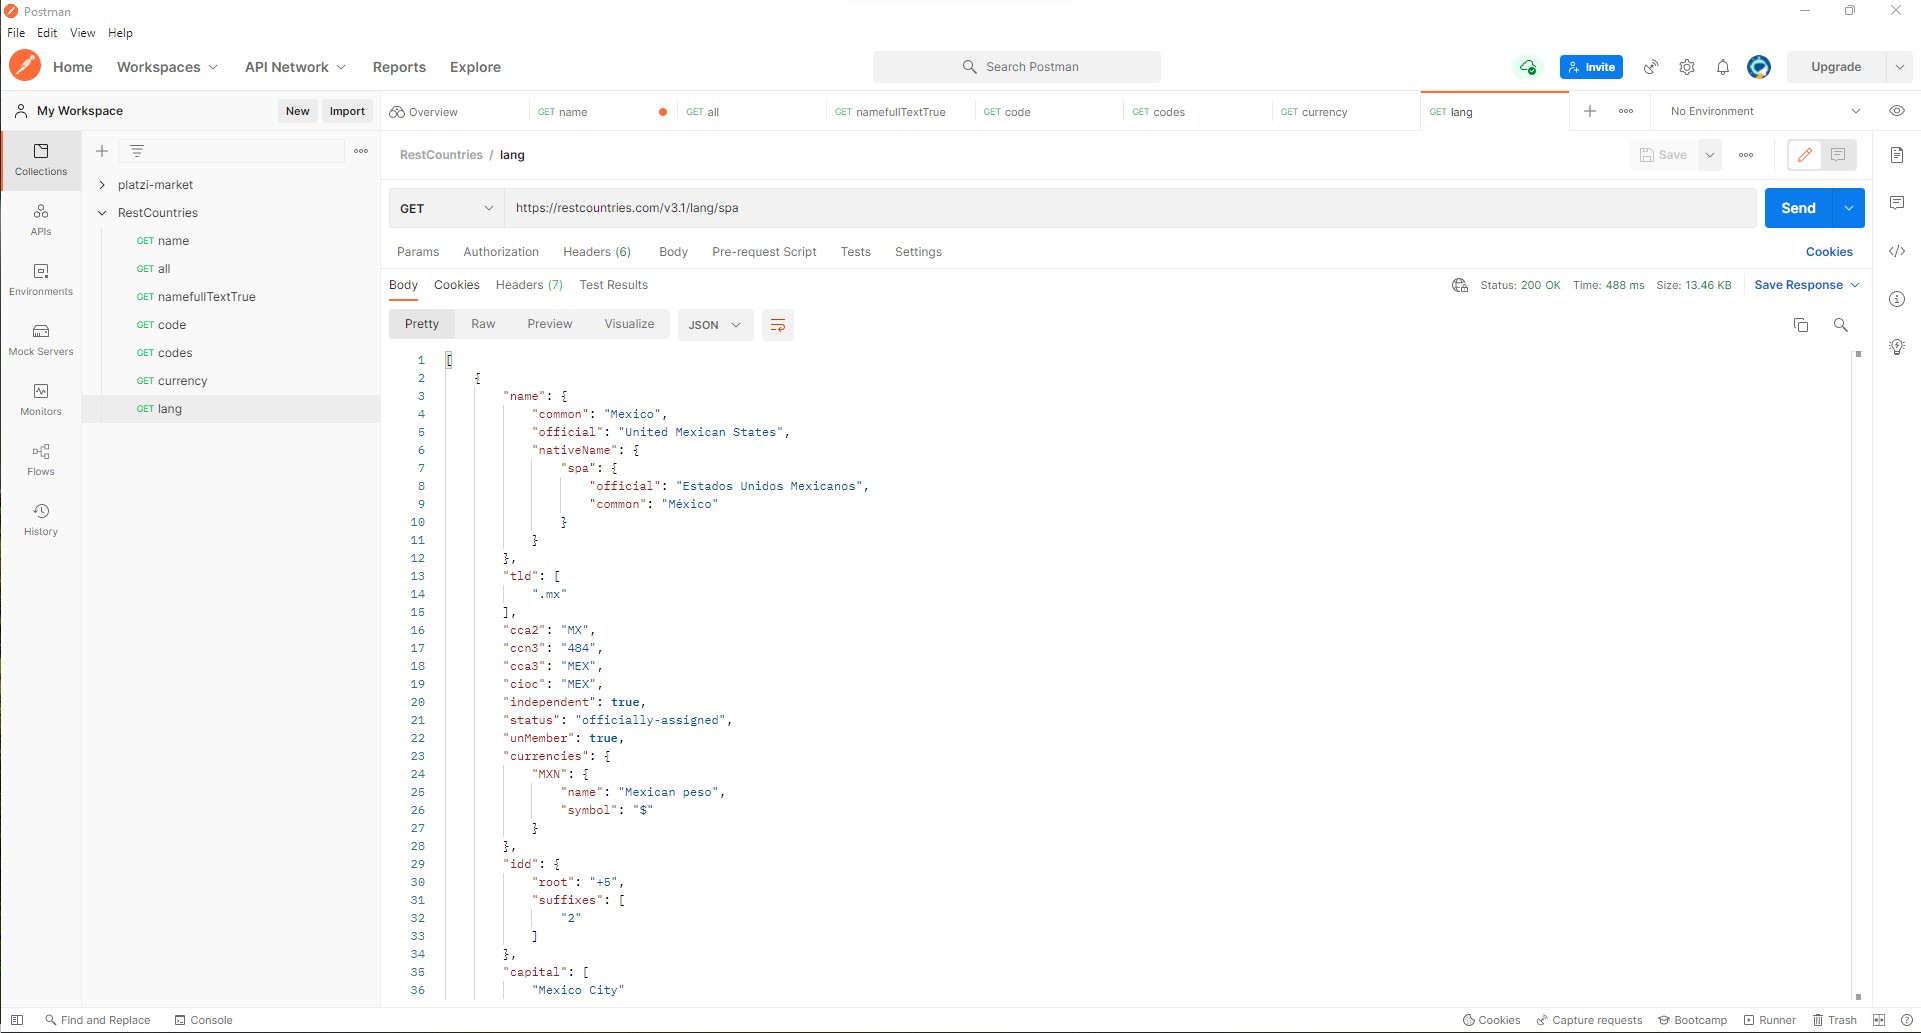 Postman
File Edit View Help
Home Workspaces API Network Reports Explore
Search Postman
Invite
Upgrade
My Workspace
New Import
Overview
GET name
GET all
GET namefullTextTrue
GET code
GET codes
GET currency
GET lang
No Environment
Collections
APIs
Environments
Mock Servers
Monitors
Flows
History
platzi-market
RestCountries
GET name
GET all
GET namefullTextTrue
GET code
GET codes
GET currency
GET lang
RestCountries / lang
Save
GET
https://restcountries.com/v3.1/lang/spa
Send
Params Authorization Headers (6) Body Pre-request Script Tests Settings
Cookies
Body Cookies Headers (7) Test Results
Status: 200 OK Time: 488 ms Size: 13.46 KB
Save Response
Pretty Raw Preview Visualize
JSON
1 [
2 {
3 "name": {
4 "common": "Mexico",
5 "official": "United Mexican States",
6 "nativeName": {
7 "spa": {
8 "official": "Estados Unidos Mexicanos",
9 "common": "México"
10 }
11 }
12 },
13 "tld": [
14 ".mx"
15 ],
16 "cca2": "MX",
17 "ccn3": "484",
18 "cca3": "MEX",
19 "cioc": "MEX",
20 "independent": true,
21 "status": "officially-assigned",
22 "unMember": true,
23 "currencies": {
24 "MXN": {
25 "name": "Mexican peso",
26 "symbol": "$"
27 }
28 },
29 "idd": {
30 "root": "+5",
31 "suffixes": [
32 "2"
33 ]
34 },
35 "capital": [
36 "Mexico City"
Find and Replace
Console
Cookies
Capture requests
Bootcamp
Runner
Trash